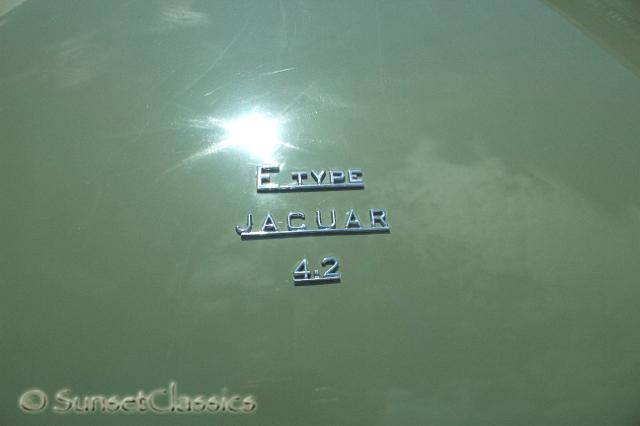 E TYPE
JAGUAR
4.2
© SunsetClassics